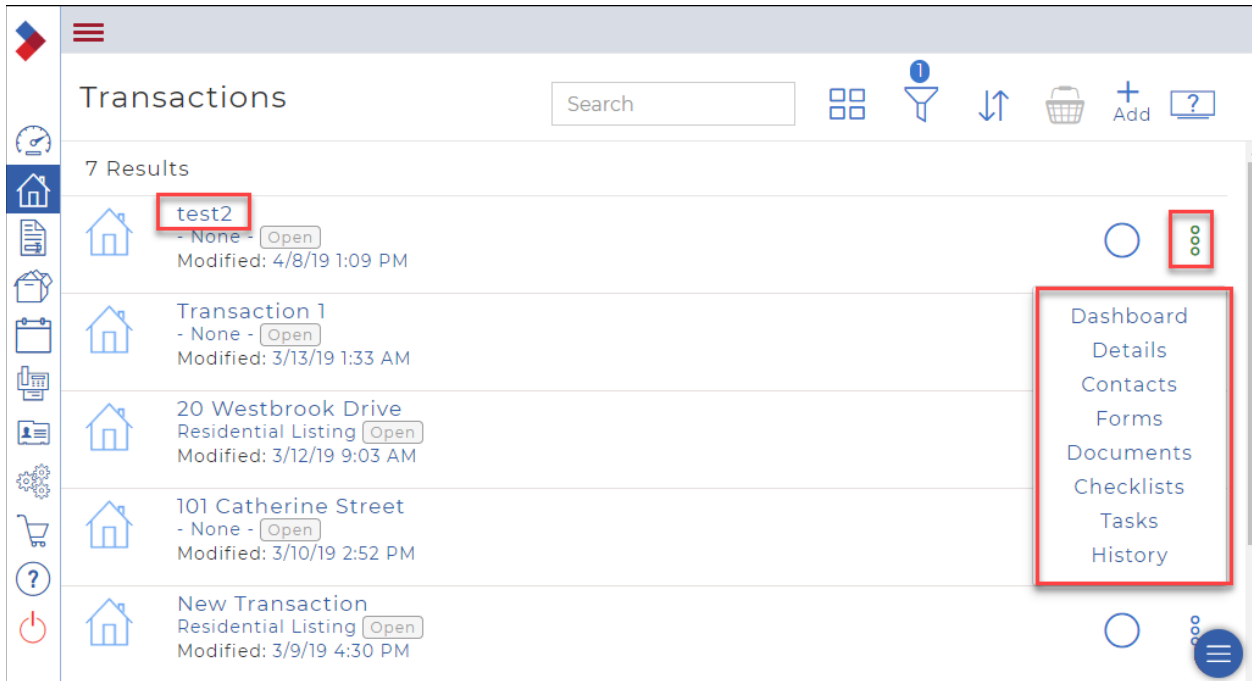 1
Transactions
Search
Add
?
7 Results
test2
- None - Open
Modified: 4/8/19 1:09 PM
Transaction 1
- None - Open
Modified: 3/13/19 1:33 AM
20 Westbrook Drive
Residential Listing Open
Modified: 3/12/19 9:03 AM
101 Catherine Street
- None - Open
Modified: 3/10/19 2:52 PM
New Transaction
Residential Listing Open
Modified: 3/9/19 4:30 PM
Dashboard
Details
Contacts
Forms
Documents
Checklists
Tasks
History
?